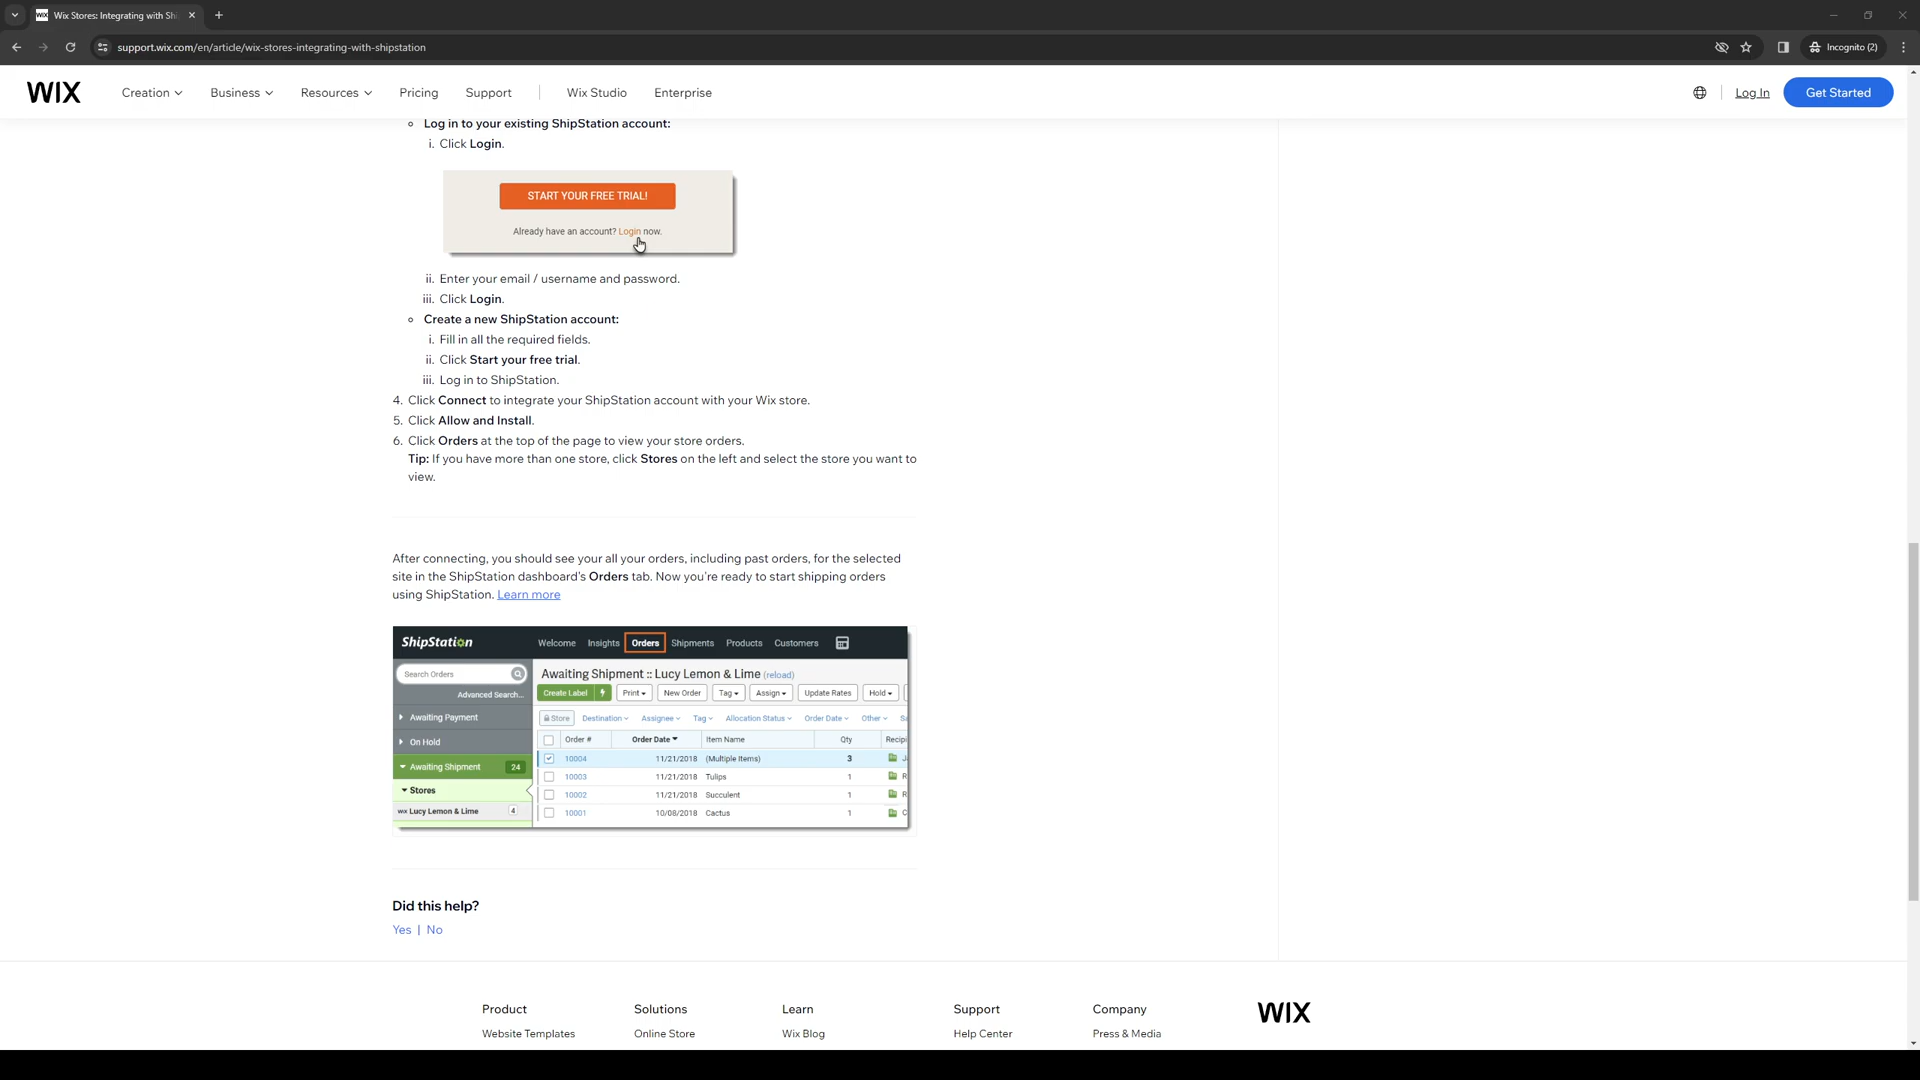 Wix Stores: Integrating with Shi
support.wix.com/en/article/wix-stores-integrating-with-shipstation
Incognito (2)
WIX
Creation
Business
Resources
Pricing
Support
Wix Studio
Enterprise
Log In
Get Started
Log in to your existing ShipStation account:
i. Click Login.
START YOUR FREE TRIAL!
Already have an account? Login now.
ii. Enter your email / username and password.
iii. Click Login.
Create a new ShipStation account:
i. Fill in all the required fields.
ii. Click Start your free trial.
iii. Log in to ShipStation.
4. Click Connect to integrate your ShipStation account with your Wix store.
5. Click Allow and Install.
6. Click Orders at the top of the page to view your store orders.
Tip: If you have more than one store, click Stores on the left and select the store you want to
view.
After connecting, you should see your all your orders, including past orders, for the selected
site in the ShipStation dashboard's Orders tab. Now you're ready to start shipping orders
using ShipStation. Learn more
ShipStation
Welcome Insights Orders Shipments Products Customers
Search Orders
Advanced Search...
Awaiting Payment
On Hold
Awaiting Shipment 24
Stores
WIX Lucy Lemon & Lime 4
Awaiting Shipment :: Lucy Lemon & Lime (reload)
Create Label Print New Order Tag Assign Update Rates Hold
Store Destination Assignee Tag Allocation Status Order Date Other Sa
Order # Order Date Item Name Qty Recipi
10004 11/21/2018 (Multiple Items) 3 J
10003 11/21/2018 Tulips 1 R
10002 11/21/2018 Succulent 1 R
10001 10/08/2018 Cactus 1 C
Did this help?
Yes | No
Product
Website Templates
Solutions
Online Store
Learn
Wix Blog
Support
Help Center
Company
Press & Media
WIX